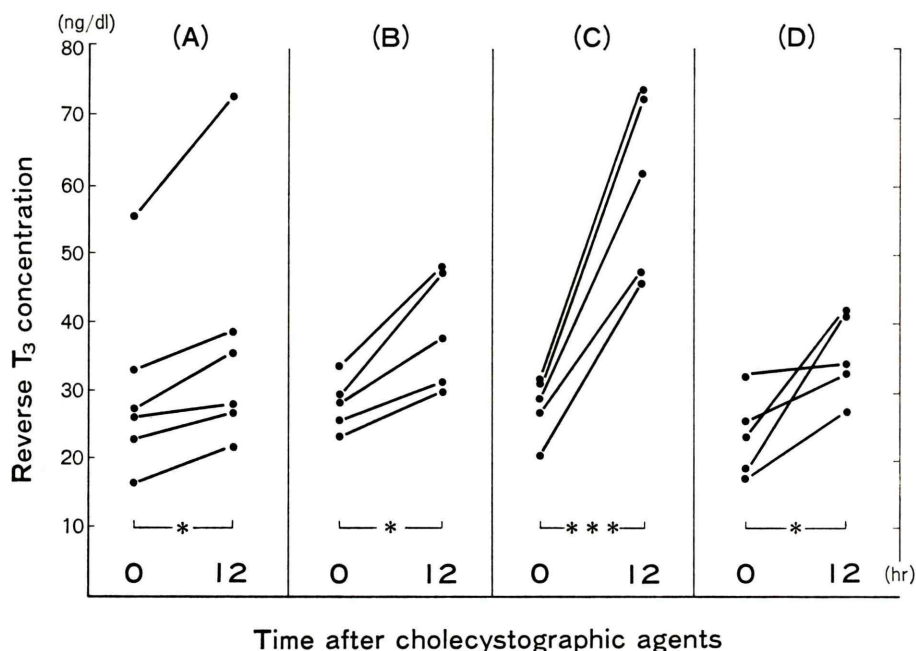 (ng/dl)
(A) (B) (C) (D)
80
70
60
50
40
30
20
10
Reverse T₃ concentration
* * * * * *
0 12 0 12 0 12 0 12 (hr)
Time after cholecystographic agents